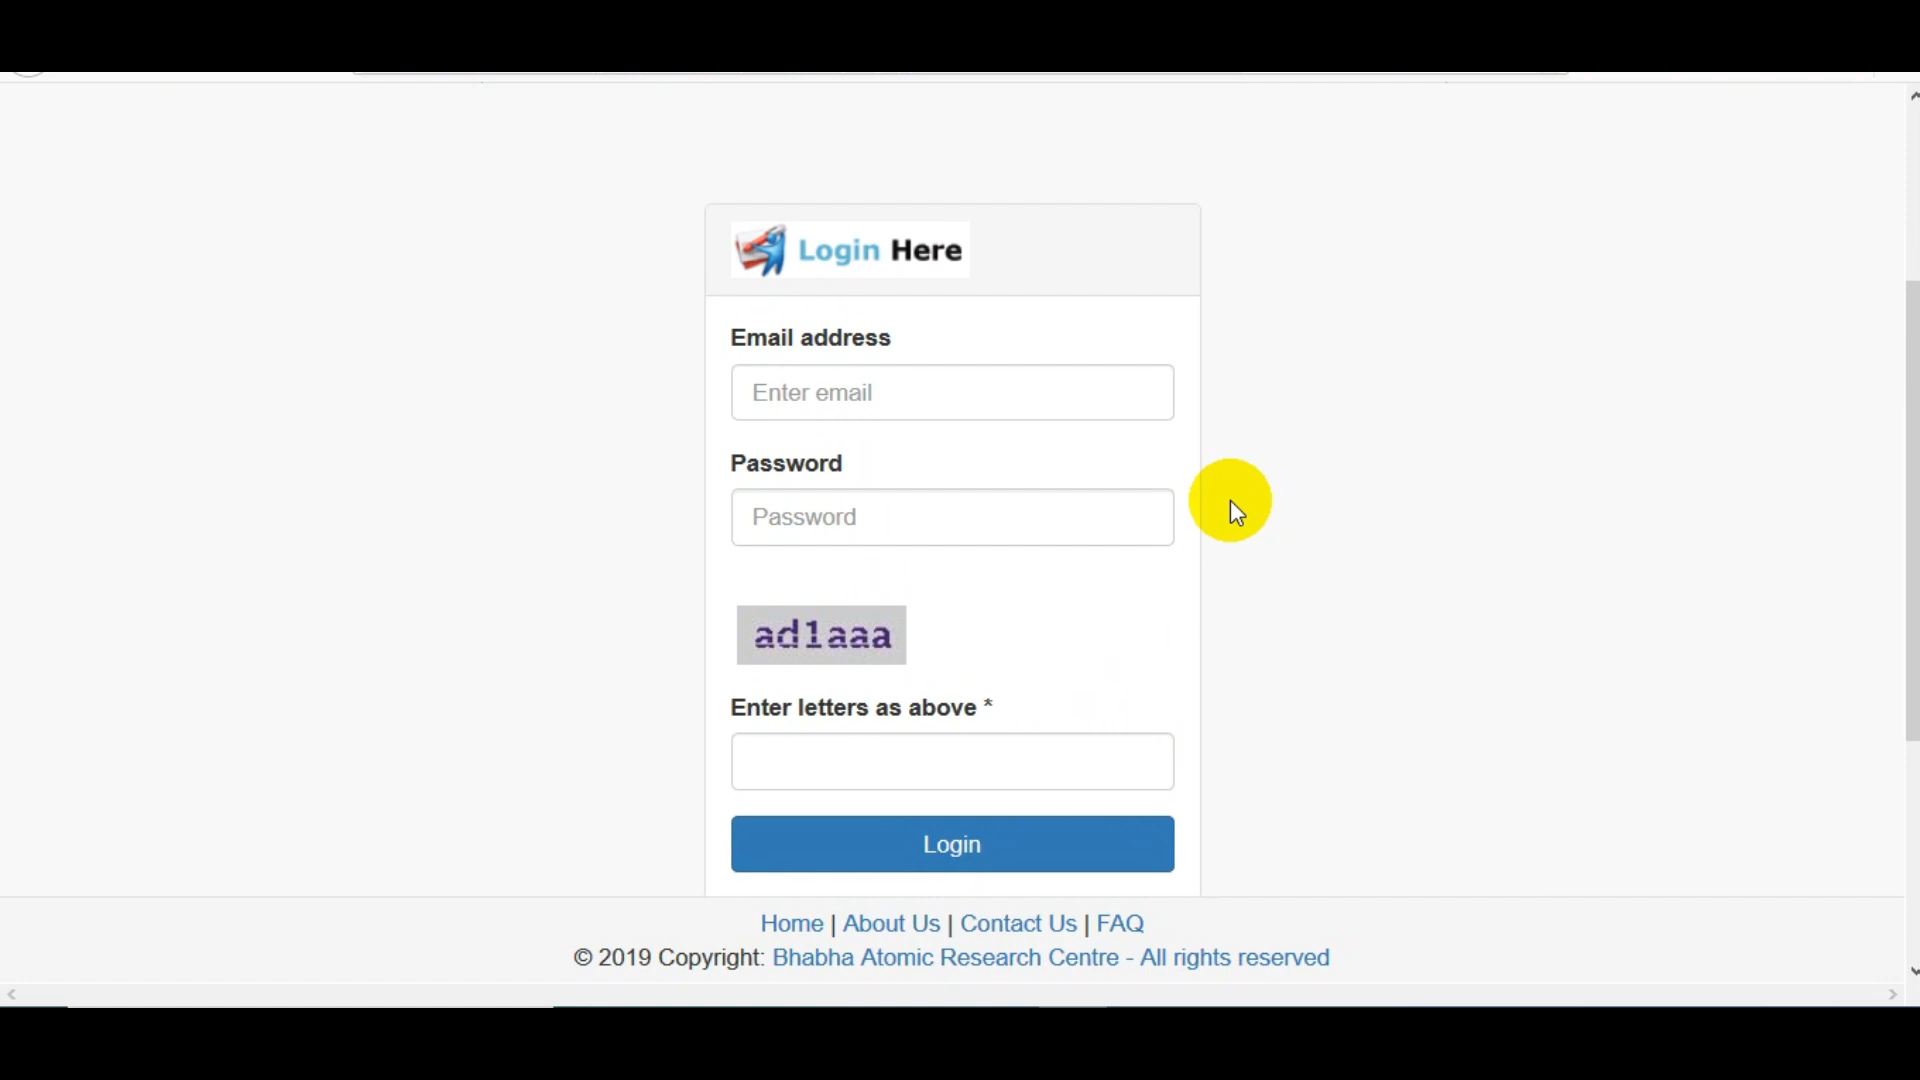 Login Here
Email address
Enter email
Password
Password
ad1aaa
Enter letters as above *
Login
Home | About Us | Contact Us | FAQ
© 2019 Copyright: Bhabha Atomic Research Centre - All rights reserved